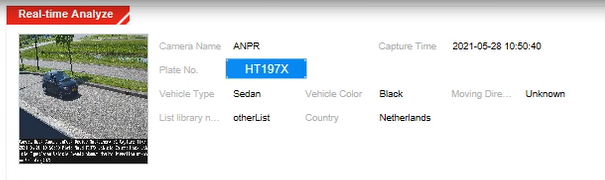 Real-time Analyze
Camera Name ANPR Capture Time 2021-05-28 10:50:40
Plate No. HT197X
Vehicle Type Sedan Vehicle Color Black Moving Dire... Unknown
List library n... otherList Country Netherlands